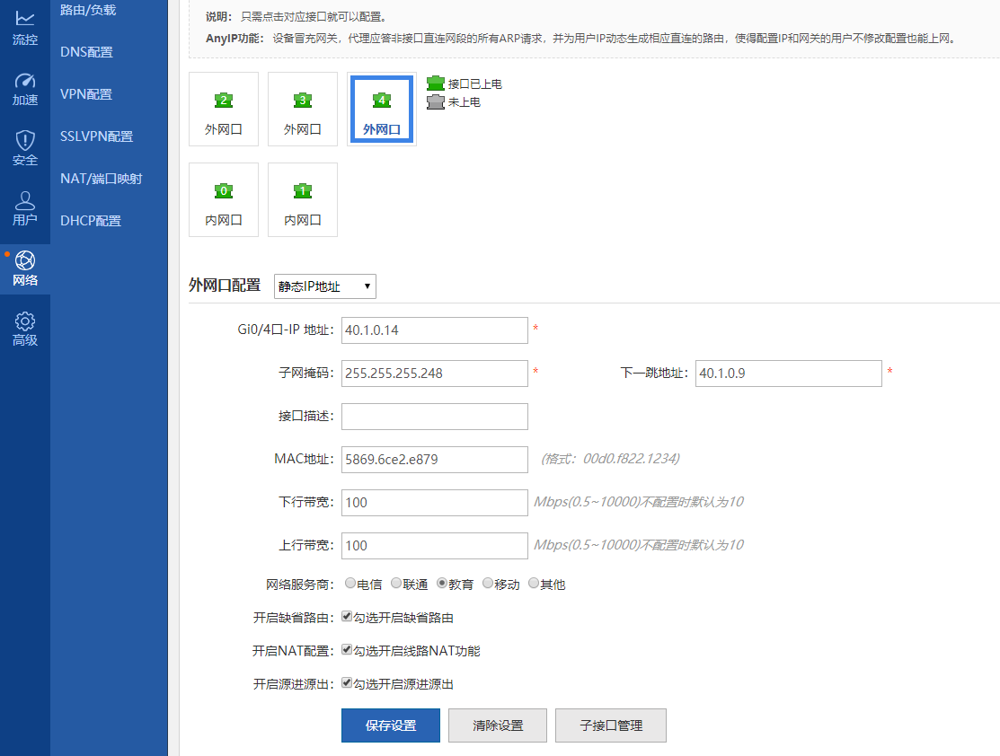 流控
加速
安全
用户
网络
高级
路由/负载
DNS配置
VPN配置
SSLVPN配置
NAT/端口映射
DHCP配置
说明： 只需点击对应接口就可以配置。
AnyIP功能： 设备冒充网关，代理应答非接口直连网段的所有ARP请求，并为用户IP动态生成相应直连的路由，使得配置IP和网关的用户不修改配置也能上网。
2 3 4
外网口 外网口 外网口
接口已上电
未上电
0 1
内网口 内网口
外网口配置 静态IP地址
Gi0/4口-IP 地址： 40.1.0.14 *
子网掩码： 255.255.255.248 * 下一跳地址： 40.1.0.9 *
接口描述：
MAC地址： 5869.6ce2.e879 (格式：00d0.f822.1234)
下行带宽： 100 Mbps(0.5~10000)不配置时默认为10
上行带宽： 100 Mbps(0.5~10000)不配置时默认为10
网络服务商： 电信 联通 教育 移动 其他
开启缺省路由： 勾选开启缺省路由
开启NAT配置： 勾选开启线路NAT功能
开启源进源出： 勾选开启源进源出
保存设置 清除设置 子接口管理